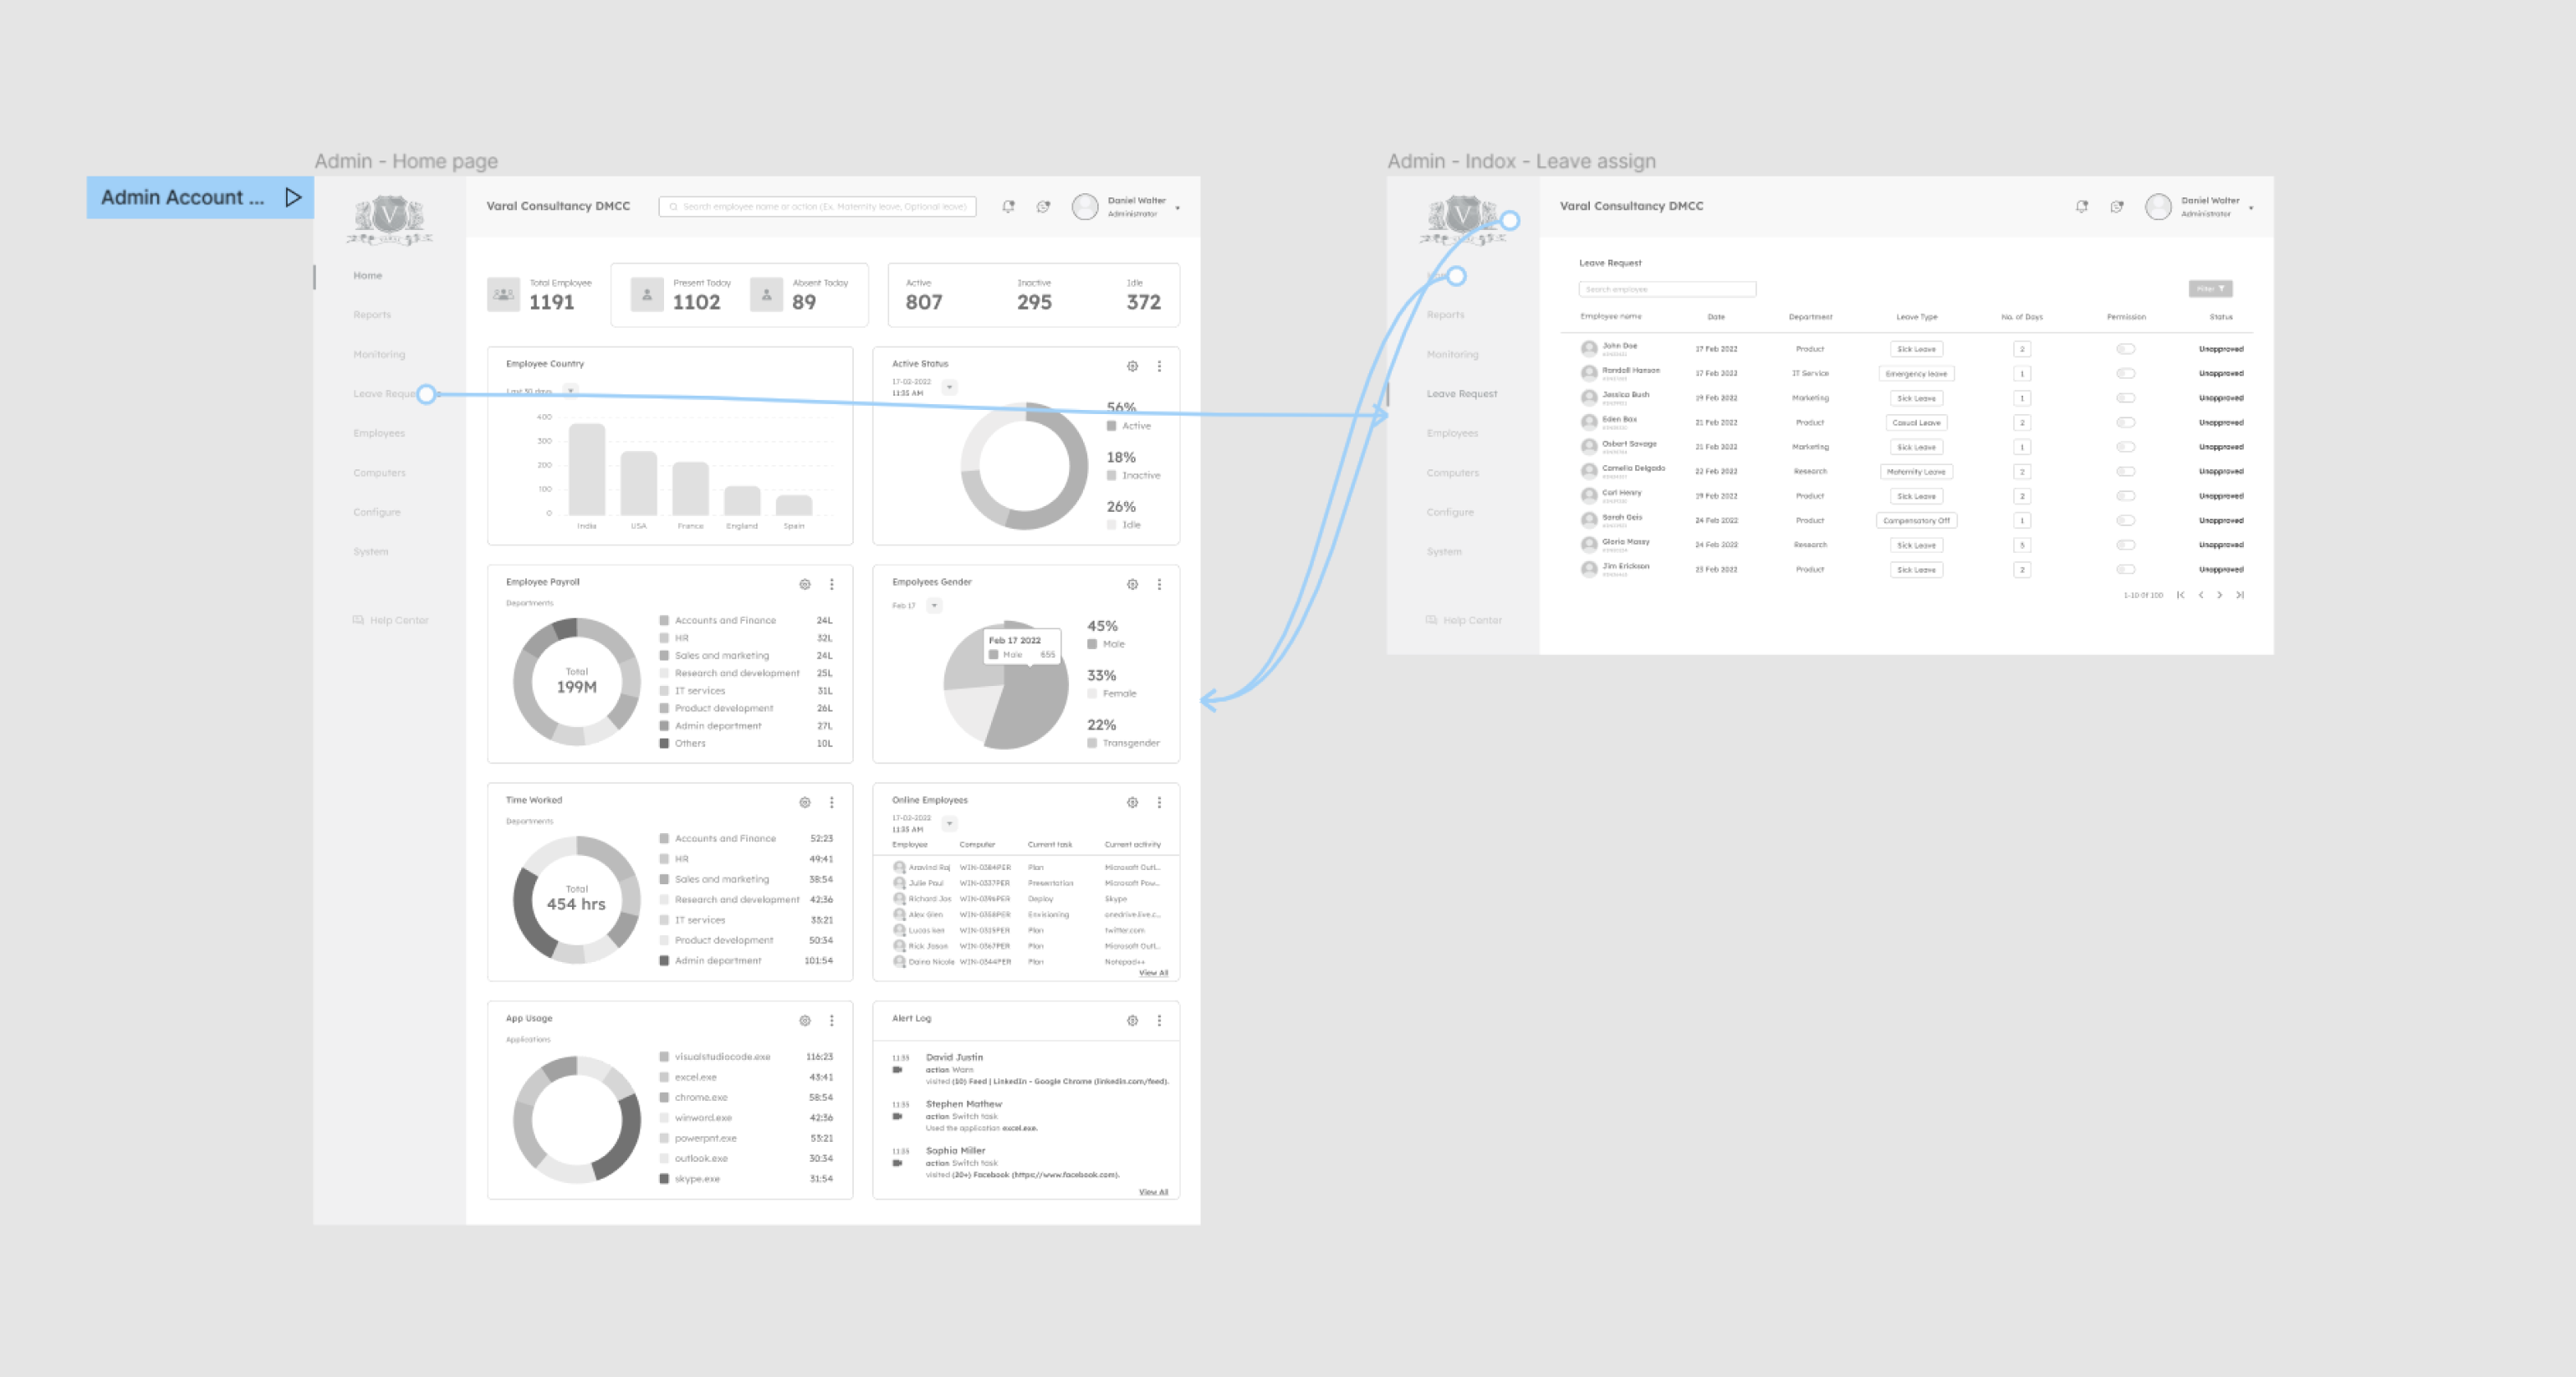 Admin - Home page
Admin Account ...
V
VARAL
Home
Reports
Monitoring
Leave
Employees
Computers
Configure
System
Help Center
Varal Consultancy DMCC
Search employee name or action (Ex. Maternity leave, Optional leave)
Daniel Walter
Administrator
Total Employee
1191
Present Today
1102
Absent Today
89
Active
807
Inactive
295
Idle
372
Employee Country
Last 30 days
400
300
200
100
0
India USA France England Spain
Active Status
17-02-2022
11:35 AM
56%
Active
18%
Inactive
26%
Idle
Employee Payroll
Departments
Total
199M
Accounts and Finance 24L
HR 32L
Sales and marketing 24L
Research and development 25L
IT services 31L
Product development 26L
Admin department 27L
Others 10L
Empolyees Gender
Feb 17
Feb 17 2022
Male 655
45%
Male
33%
Female
22%
Transgender
Time Worked
Departments
Total
454 hrs
Accounts and Finance 52:23
HR 49:41
Sales and marketing 38:54
Research and development 42:36
IT services 33:21
Product development 50:34
Admin department 101:54
Online Employees
17-02-2022
11:35 AM
Employee Computer Current task Current activity
Aravind Raj WIN-0384PER Plan Microsoft Outl...
Julie Paul WIN-0337PER Presentation Microsoft Pow...
Richard Jos WIN-0396PER Deploy Skype
Alex Glen WIN-0358PER Envisioning onedrive.live.c...
Lucas ken WIN-0315PER Plan twitter.com
Rick Jason WIN-0367PER Plan Microsoft Outl...
Daina Nicole WIN-0344PER Plan Notepad++
View All
App Usage
Applications
visualstudiocode.exe 116:23
excel.exe 43:41
chrome.exe 58:54
winword.exe 42:36
powerpnt.exe 53:21
outlook.exe 30:34
skype.exe 31:54
Alert Log
11:35 David Justin
action Warn
visited (10) Feed | LinkedIn - Google Chrome (linkedin.com/feed).
11:35 Stephen Mathew
action Switch task
Used the application excel.exe.
11:35 Sophia Miller
action Switch task
visited (20+) Facebook (https://www.facebook.com).
View All
Admin - Indox - Leave assign
V
Reports
Monitoring
Leave Request
Employees
Computers
Configure
System
Help Center
Varal Consultancy DMCC
Daniel Walter
Administrator
Leave Request
Search employee
Filter
Employee name Date Department Leave Type No. of Days Permission Status
John Doe 17 Feb 2022 Product Sick Leave 2 Unapproved
Randall Hanson 17 Feb 2022 IT Service Emergency leave 1 Unapproved
Jessica Bush 19 Feb 2022 Marketing Sick Leave 1 Unapproved
Eden Bax 21 Feb 2022 Product Casual Leave 2 Unapproved
Osbert Savage 21 Feb 2022 Marketing Sick Leave 1 Unapproved
Camelia Delgado 22 Feb 2022 Research Maternity Leave 2 Unapproved
Carl Henry 19 Feb 2022 Product Sick Leave 2 Unapproved
Sarah Geis 24 Feb 2022 Product Compensatory Off 1 Unapproved
Gloria Massy 24 Feb 2022 Research Sick Leave 5 Unapproved
Jim Erickson 25 Feb 2022 Product Sick Leave 2 Unapproved
1-10 of 100